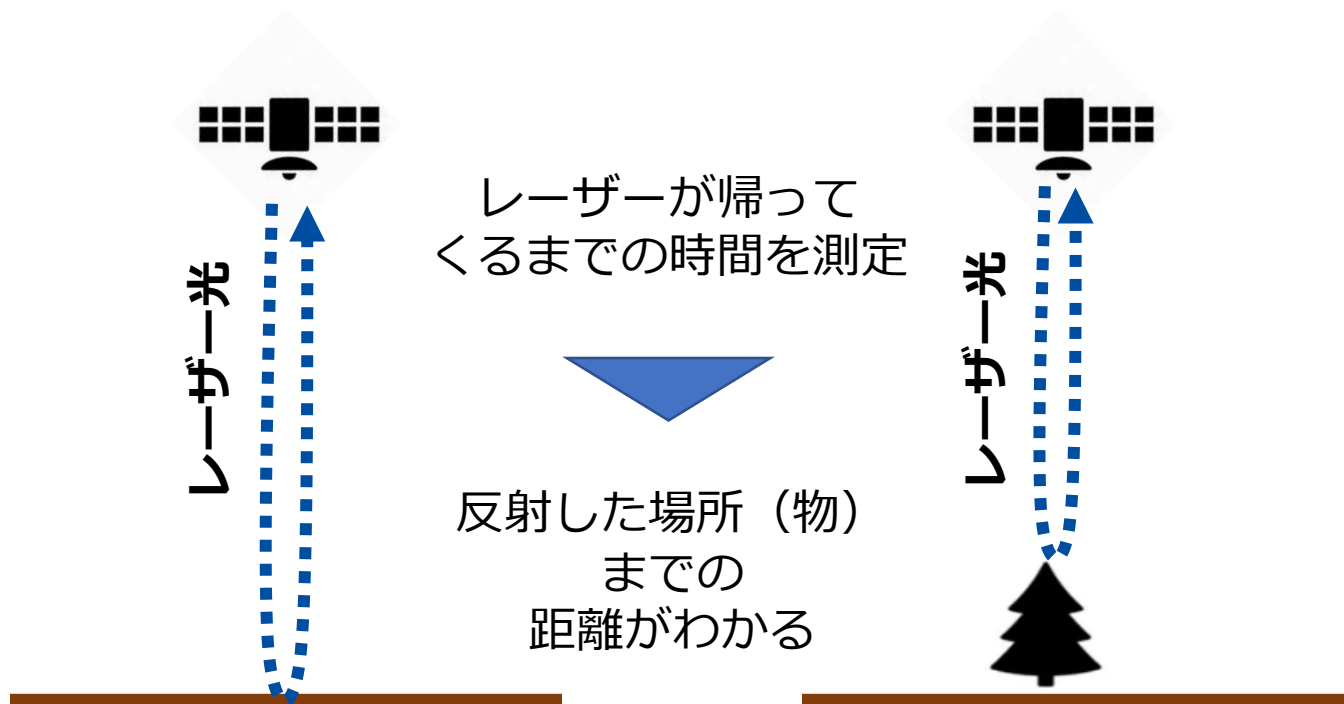 レーザー光
レーザーが帰って
くるまでの時間を測定
反射した場所（物）
までの
距離がわかる
レーザー光